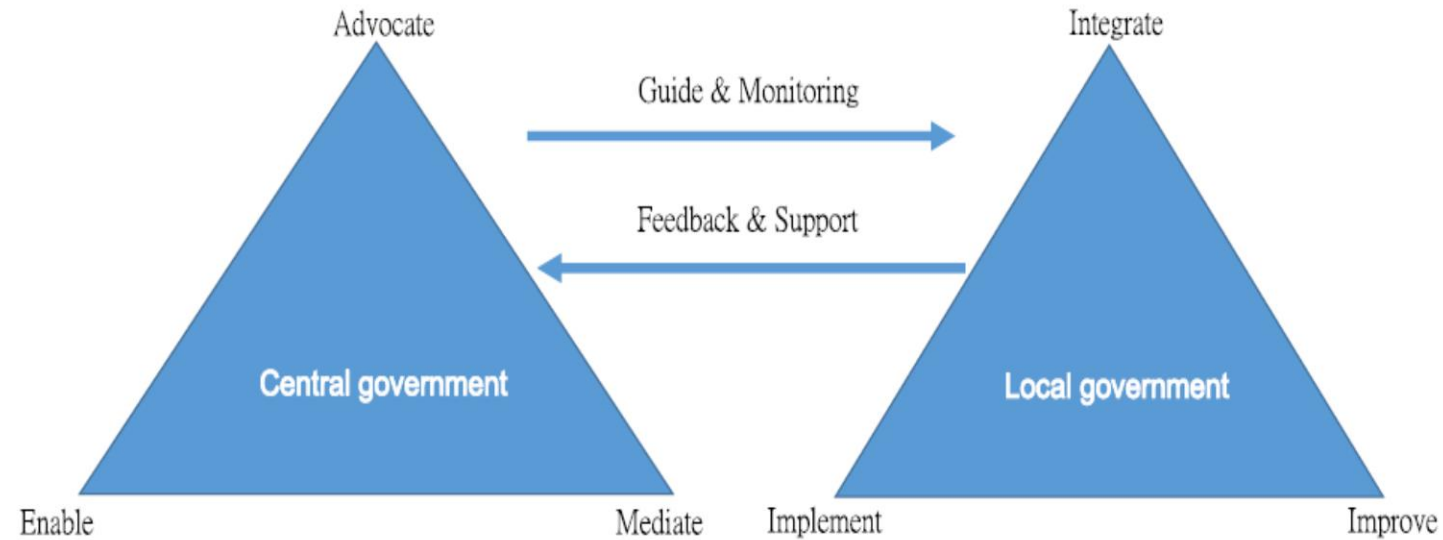 Advocate
Integrate
Guide & Monitoring
Feedback & Support
Central government
Local government
Enable
Mediate
Implement
Improve